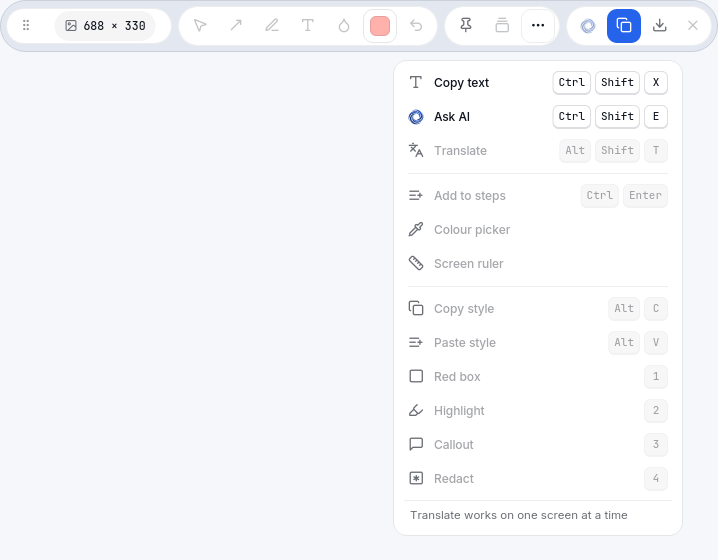 688 × 330
Copy text Ctrl Shift X
Ask AI Ctrl Shift E
Translate Alt Shift T
Add to steps Ctrl Enter
Colour picker
Screen ruler
Copy style Alt C
Paste style Alt V
Red box 1
Highlight 2
Callout 3
Redact 4
Translate works on one screen at a time